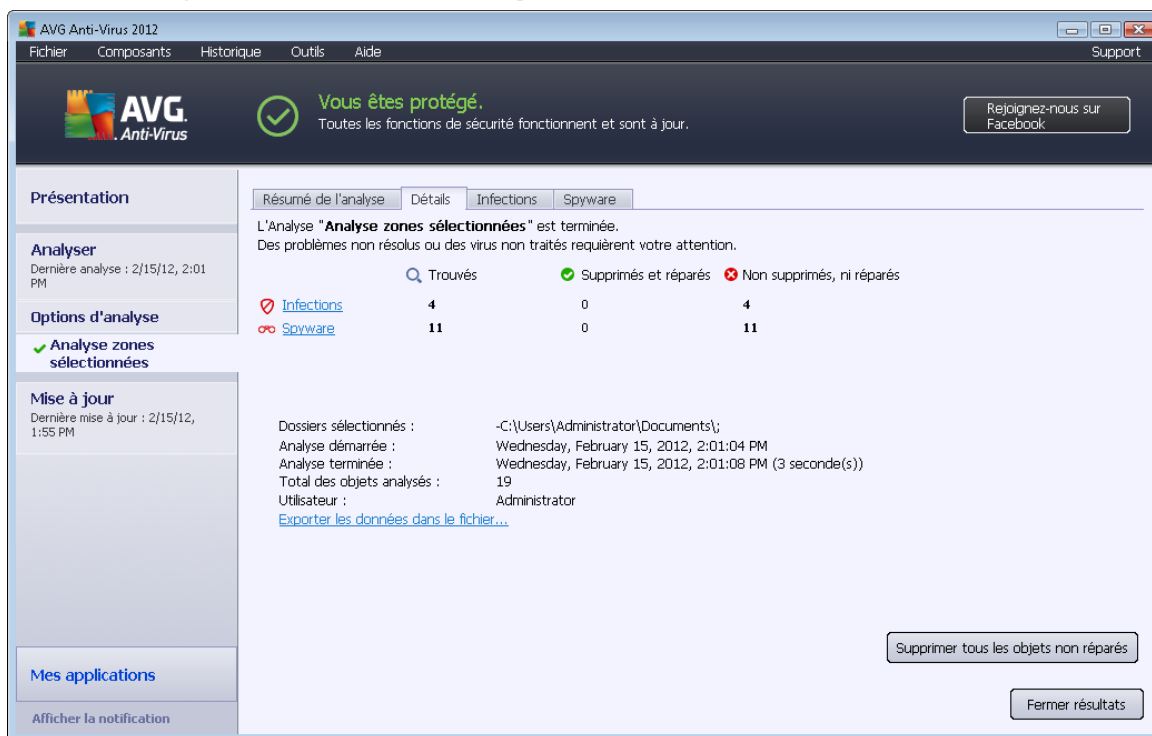 AVG Anti-Virus 2012
Fichier Composants Historique Outils Aide Support
AVG.
Anti-Virus
Vous êtes protégé.
Toutes les fonctions de sécurité fonctionnent et sont à jour.
Rejoignez-nous sur
Facebook
Présentation
Analyser
Dernière analyse : 2/15/12, 2:01
PM
Options d'analyse
Analyse zones
sélectionnées
Mise à jour
Dernière mise à jour : 2/15/12,
1:55 PM
Mes applications
Afficher la notification
Résumé de l'analyse Détails Infections Spyware
L'Analyse "Analyse zones sélectionnées" est terminée.
Des problèmes non résolus ou des virus non traités requièrent votre attention.
Trouvés Supprimés et réparés Non supprimés, ni réparés
Infections 4 0 4
Spyware 11 0 11
Dossiers sélectionnés : -C:\Users\Administrator\Documents\;
Analyse démarrée : Wednesday, February 15, 2012, 2:01:04 PM
Analyse terminée : Wednesday, February 15, 2012, 2:01:08 PM (3 seconde(s))
Total des objets analysés : 19
Utilisateur : Administrator
Exporter les données dans le fichier...
Supprimer tous les objets non réparés
Fermer résultats